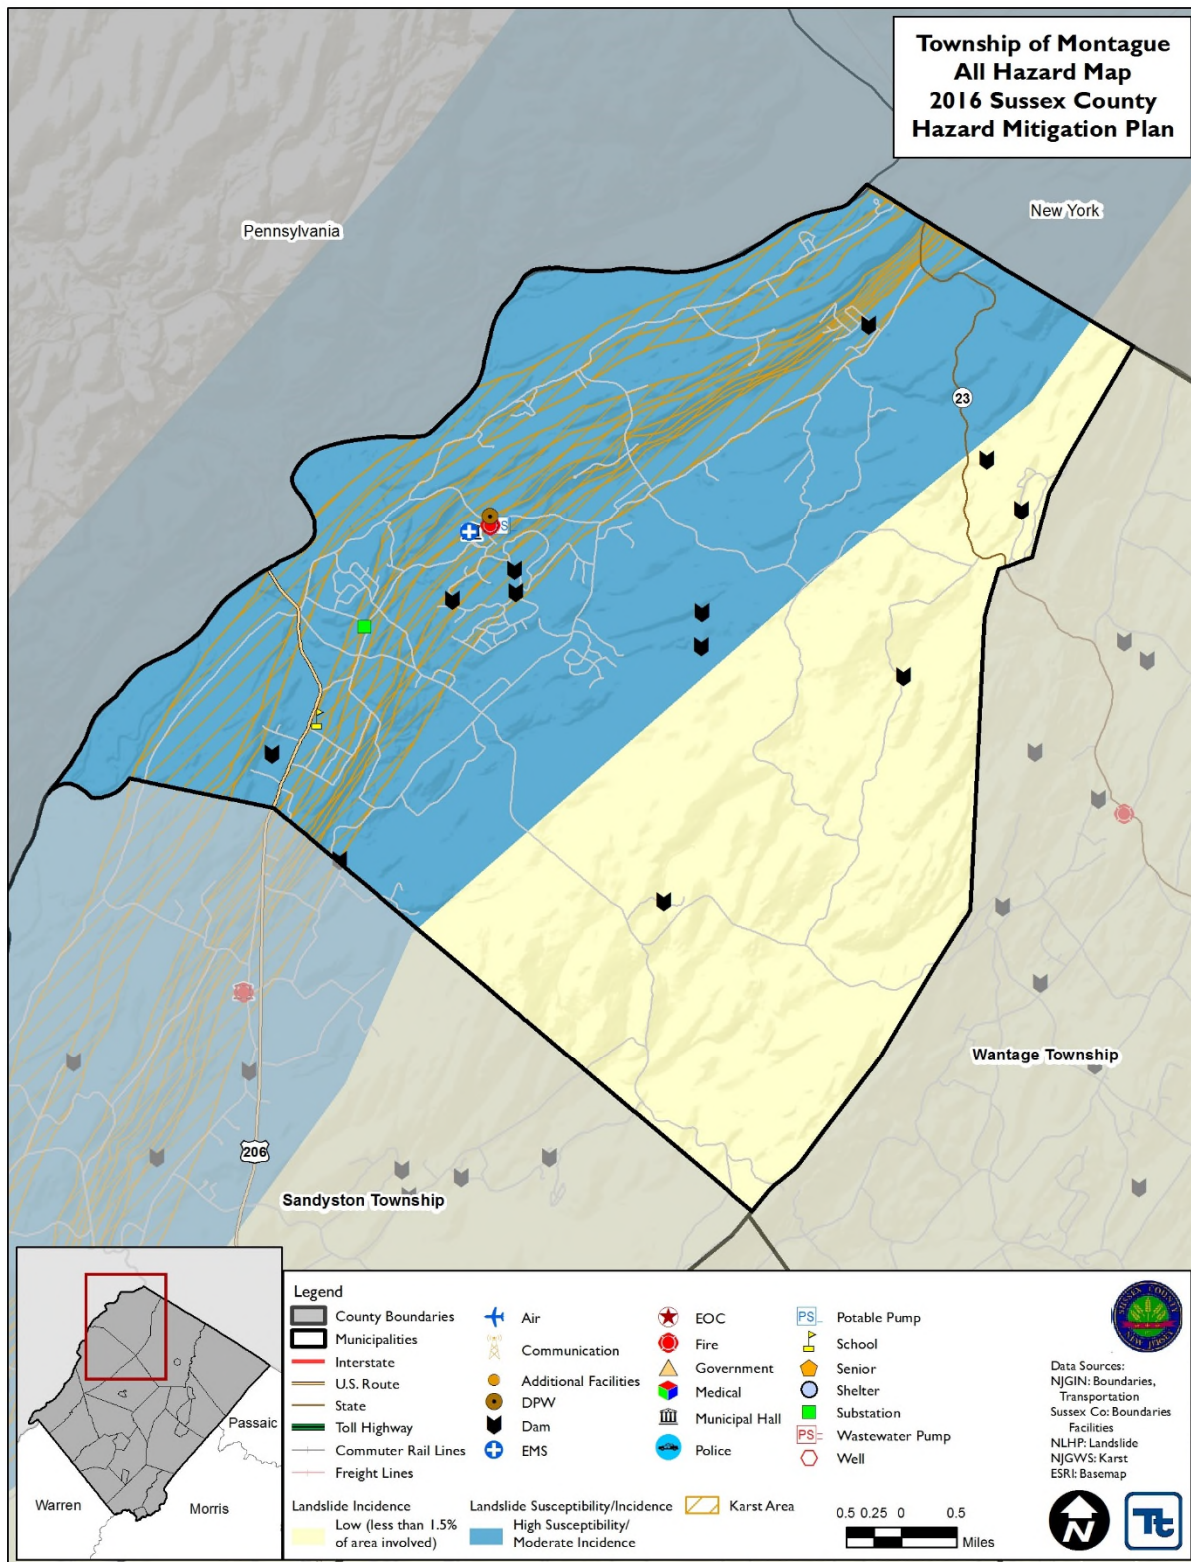 Township of Montague
All Hazard Map
2016 Sussex County
Hazard Mitigation Plan
Pennsylvania
New York
23
Wantage Township
206
Sandyston Township
Passaic
Warren
Morris
Legend
County Boundaries
Municipalities
Interstate
U.S. Route
State
Toll Highway
Commuter Rail Lines
Freight Lines
Air
Communication
Additional Facilities
DPW
Dam
EMS
EOC
Fire
Government
Medical
Municipal Hall
Police
PS
Potable Pump
School
Senior
Shelter
Substation
PS
Wastewater Pump
Well
Landslide Incidence
Low (less than 1.5%
of area involved)
Landslide Susceptibility/Incidence
High Susceptibility/
Moderate Incidence
Karst Area
0.5 0.25 0 0.5
Miles
SUSSEX COUNTY
NEW JERSEY
Data Sources:
NJGIN: Boundaries,
Transportation
Sussex Co: Boundaries
Facilities
NLHP: Landslide
NJGWS: Karst
ESRI: Basemap
N
Tt